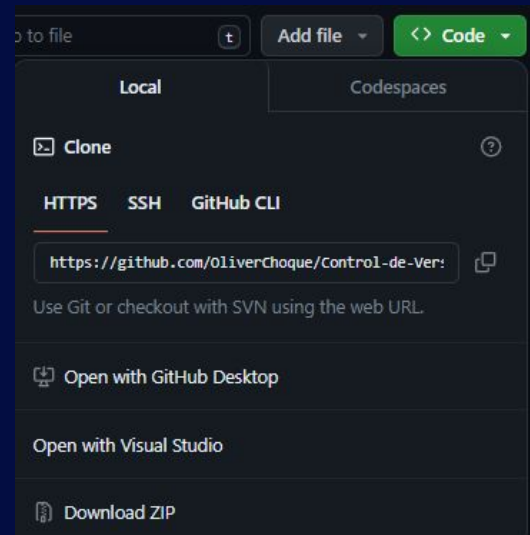 to file t Add file <> Code
Local Codespaces
Clone
HTTPS SSH GitHub CLI
https://github.com/OliverChoque/Control-de-Vers
Use Git or checkout with SVN using the web URL.
Open with GitHub Desktop
Open with Visual Studio
Download ZIP